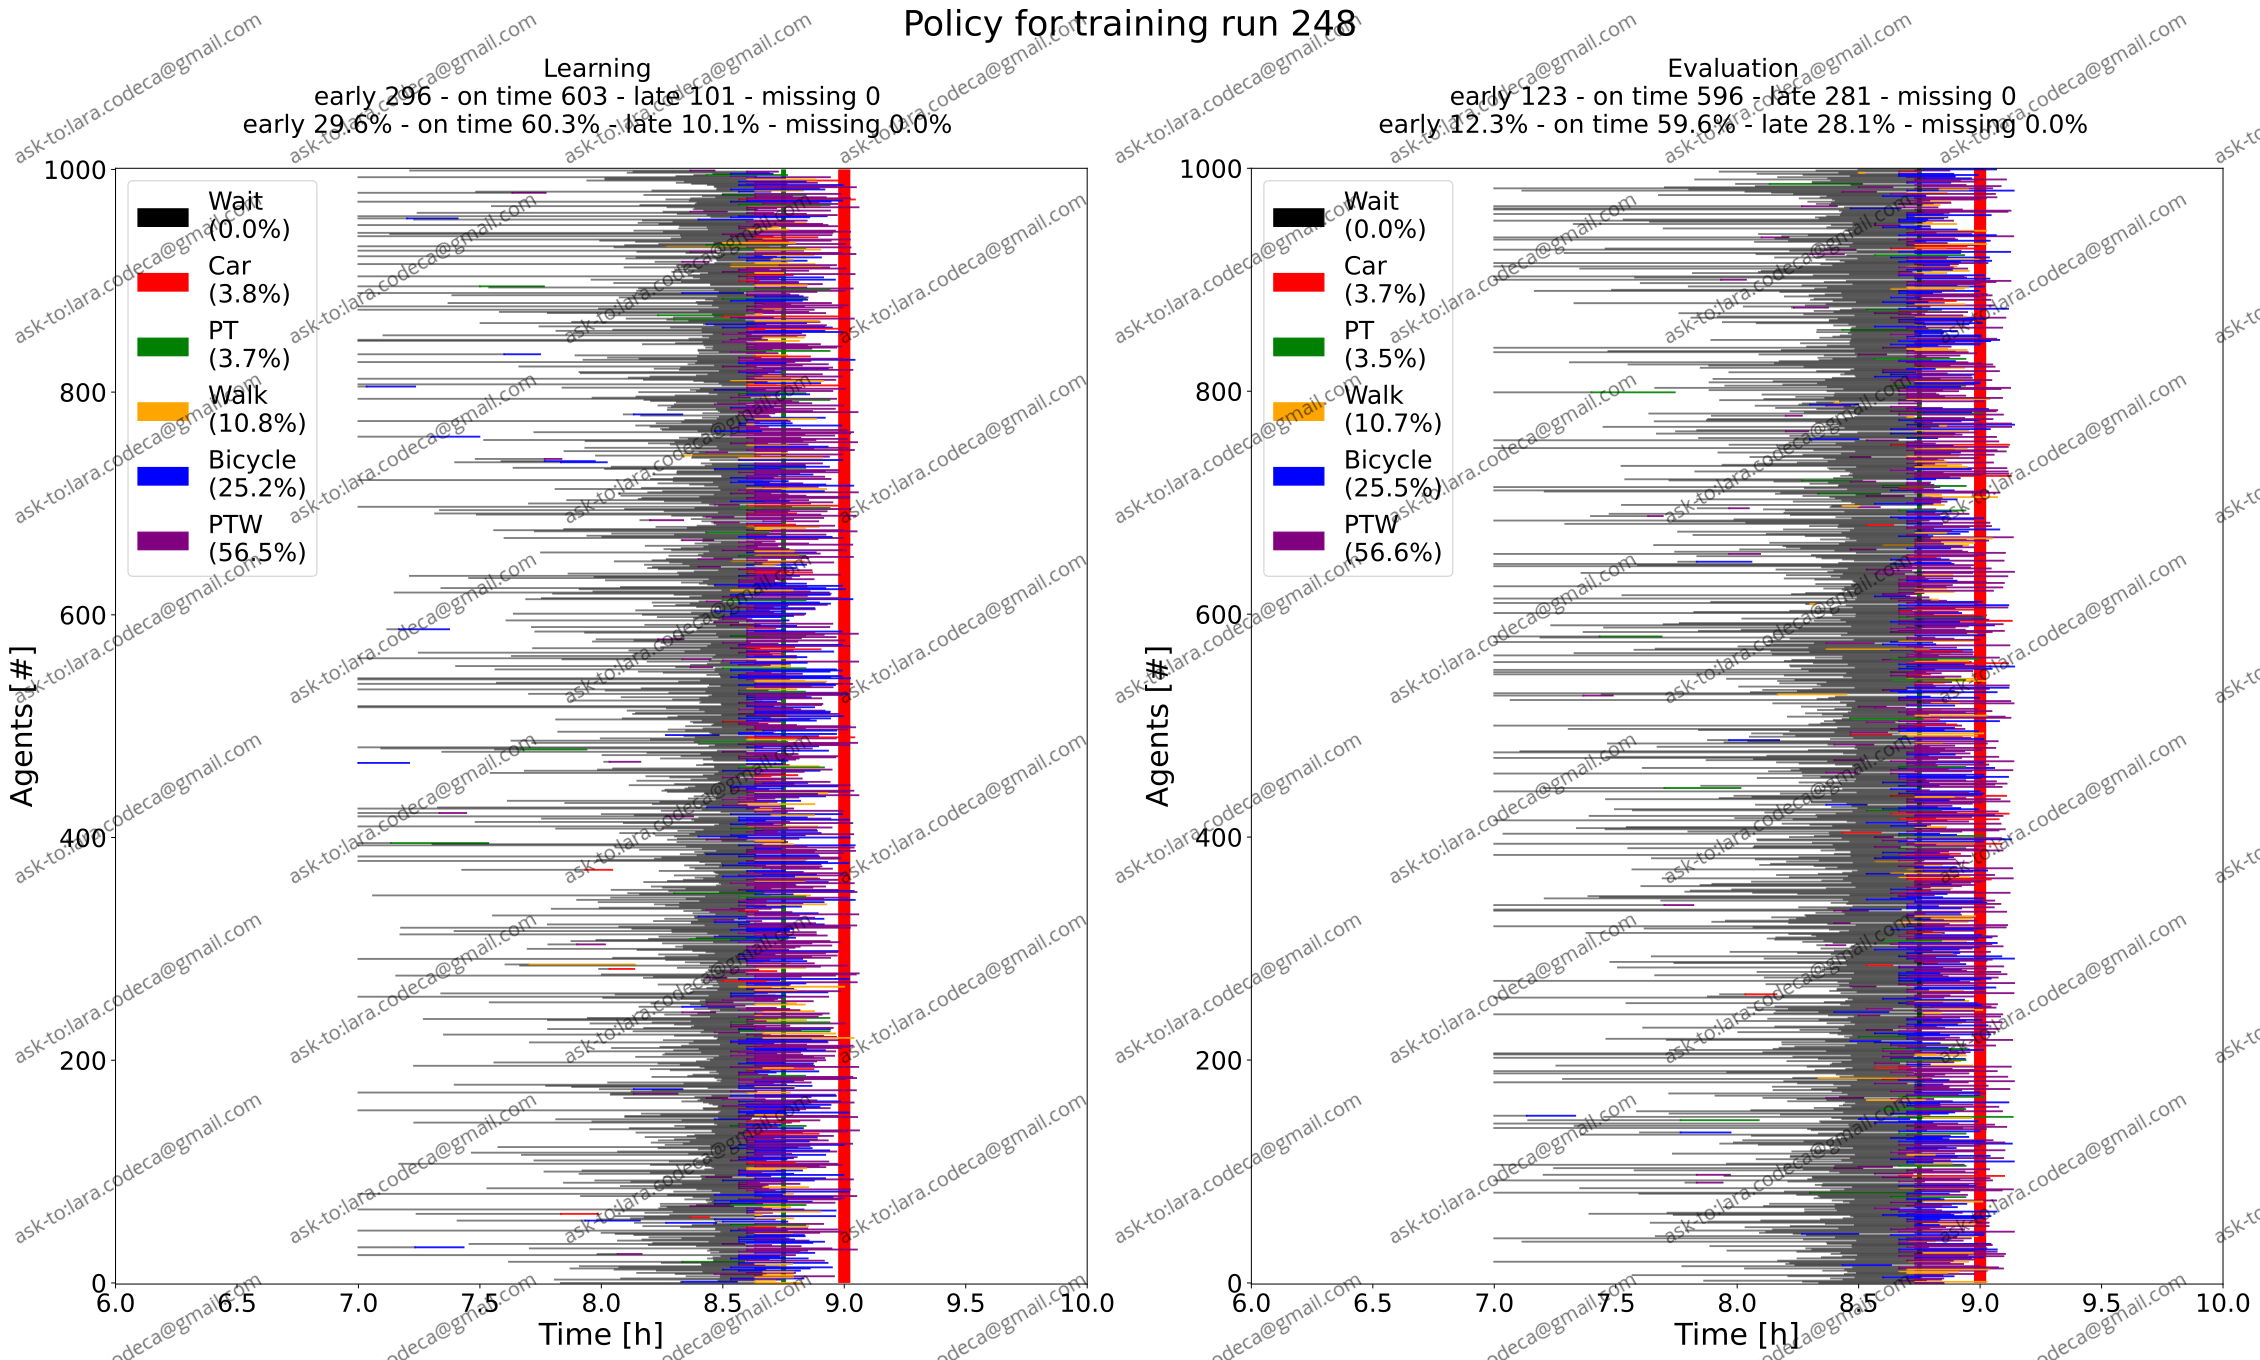 Policy for training run 248
Learning
early 296 - on time 603 - late 101 - missing 0
early 29.6% - on time 60.3% - late 10.1% - missing 0.0%
Agents [#]
1000
800
600
400
200
0
Wait
(0.0%)
Car
(3.8%)
PT
(3.7%)
Walk
(10.8%)
Bicycle
(25.2%)
PTW
(56.5%)
6.0 6.5 7.0 7.5 8.0 8.5 9.0 9.5 10.0
Time [h]
Evaluation
early 123 - on time 596 - late 281 - missing 0
early 12.3% - on time 59.6% - late 28.1% - missing 0.0%
Agents [#]
1000
800
600
400
200
0
Wait
(0.0%)
Car
(3.7%)
PT
(3.5%)
Walk
(10.7%)
Bicycle
(25.5%)
PTW
(56.6%)
6.0 6.5 7.0 7.5 8.0 8.5 9.0 9.5 10.0
Time [h]
ask-to:lara.codeca@gmail.com